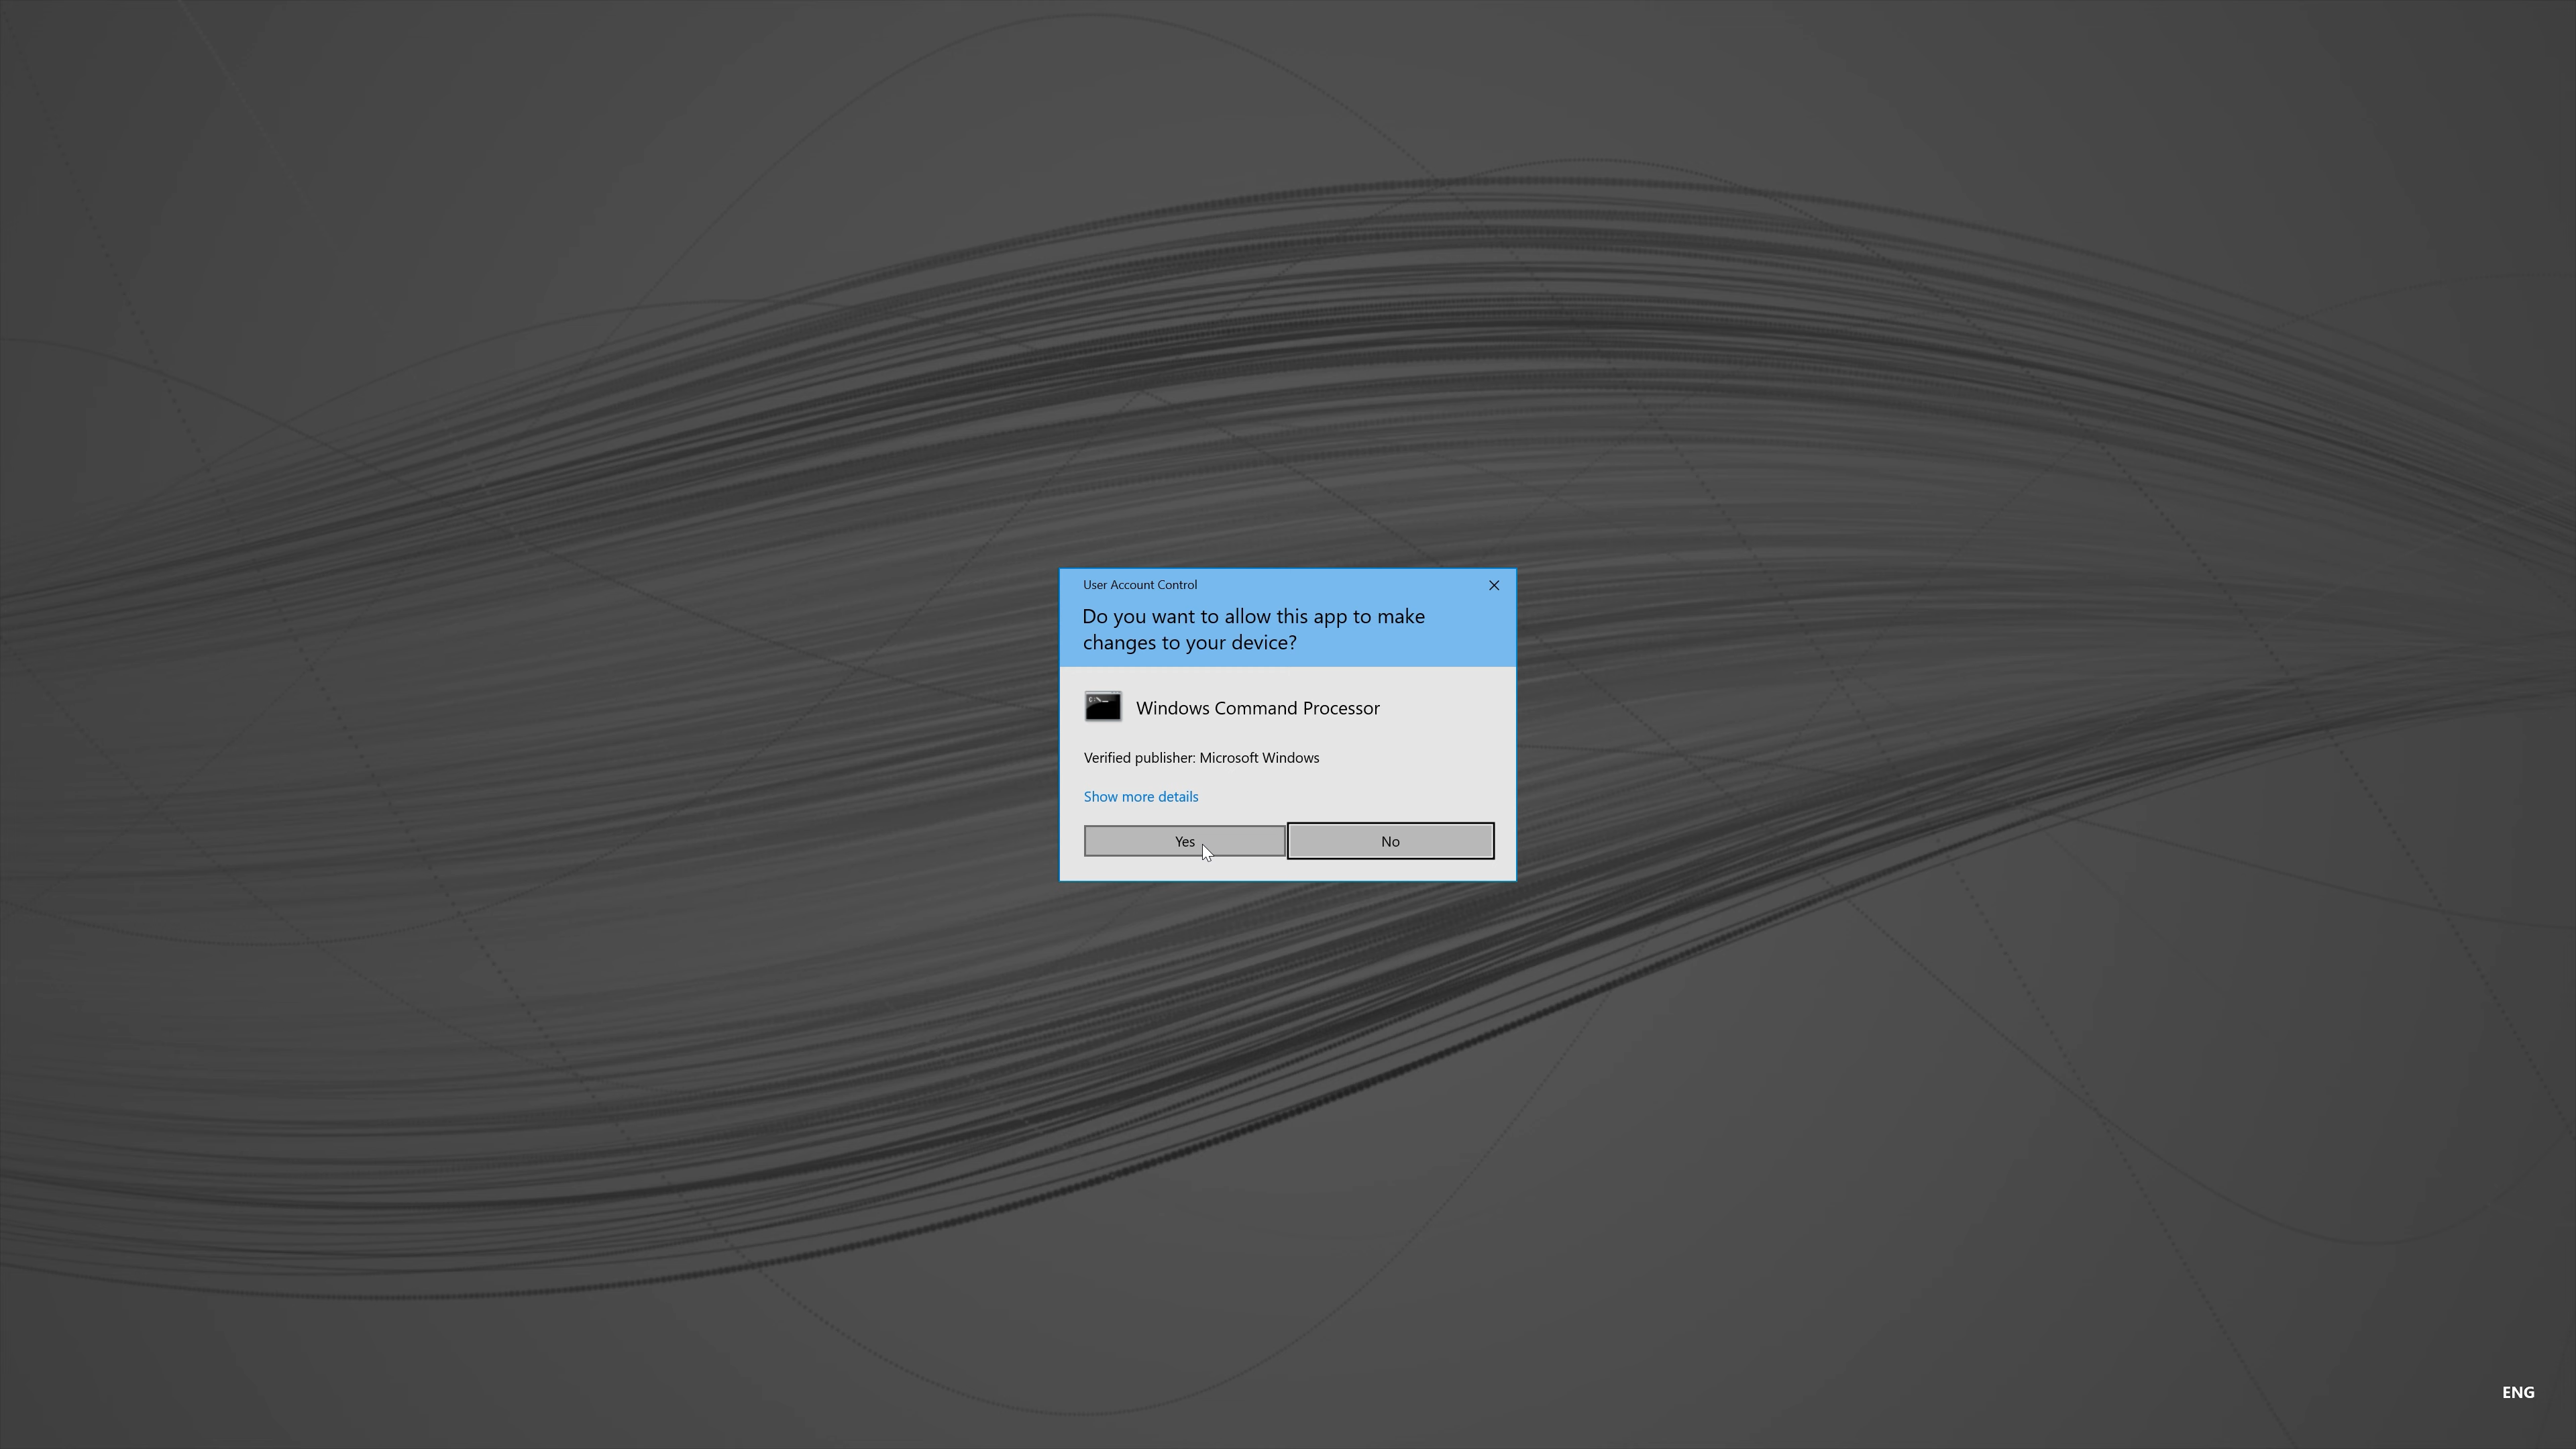 User Account Control
Do you want to allow this app to make
changes to your device?
Windows Command Processor
Verified publisher: Microsoft Windows
Show more details
Yes
No
ENG